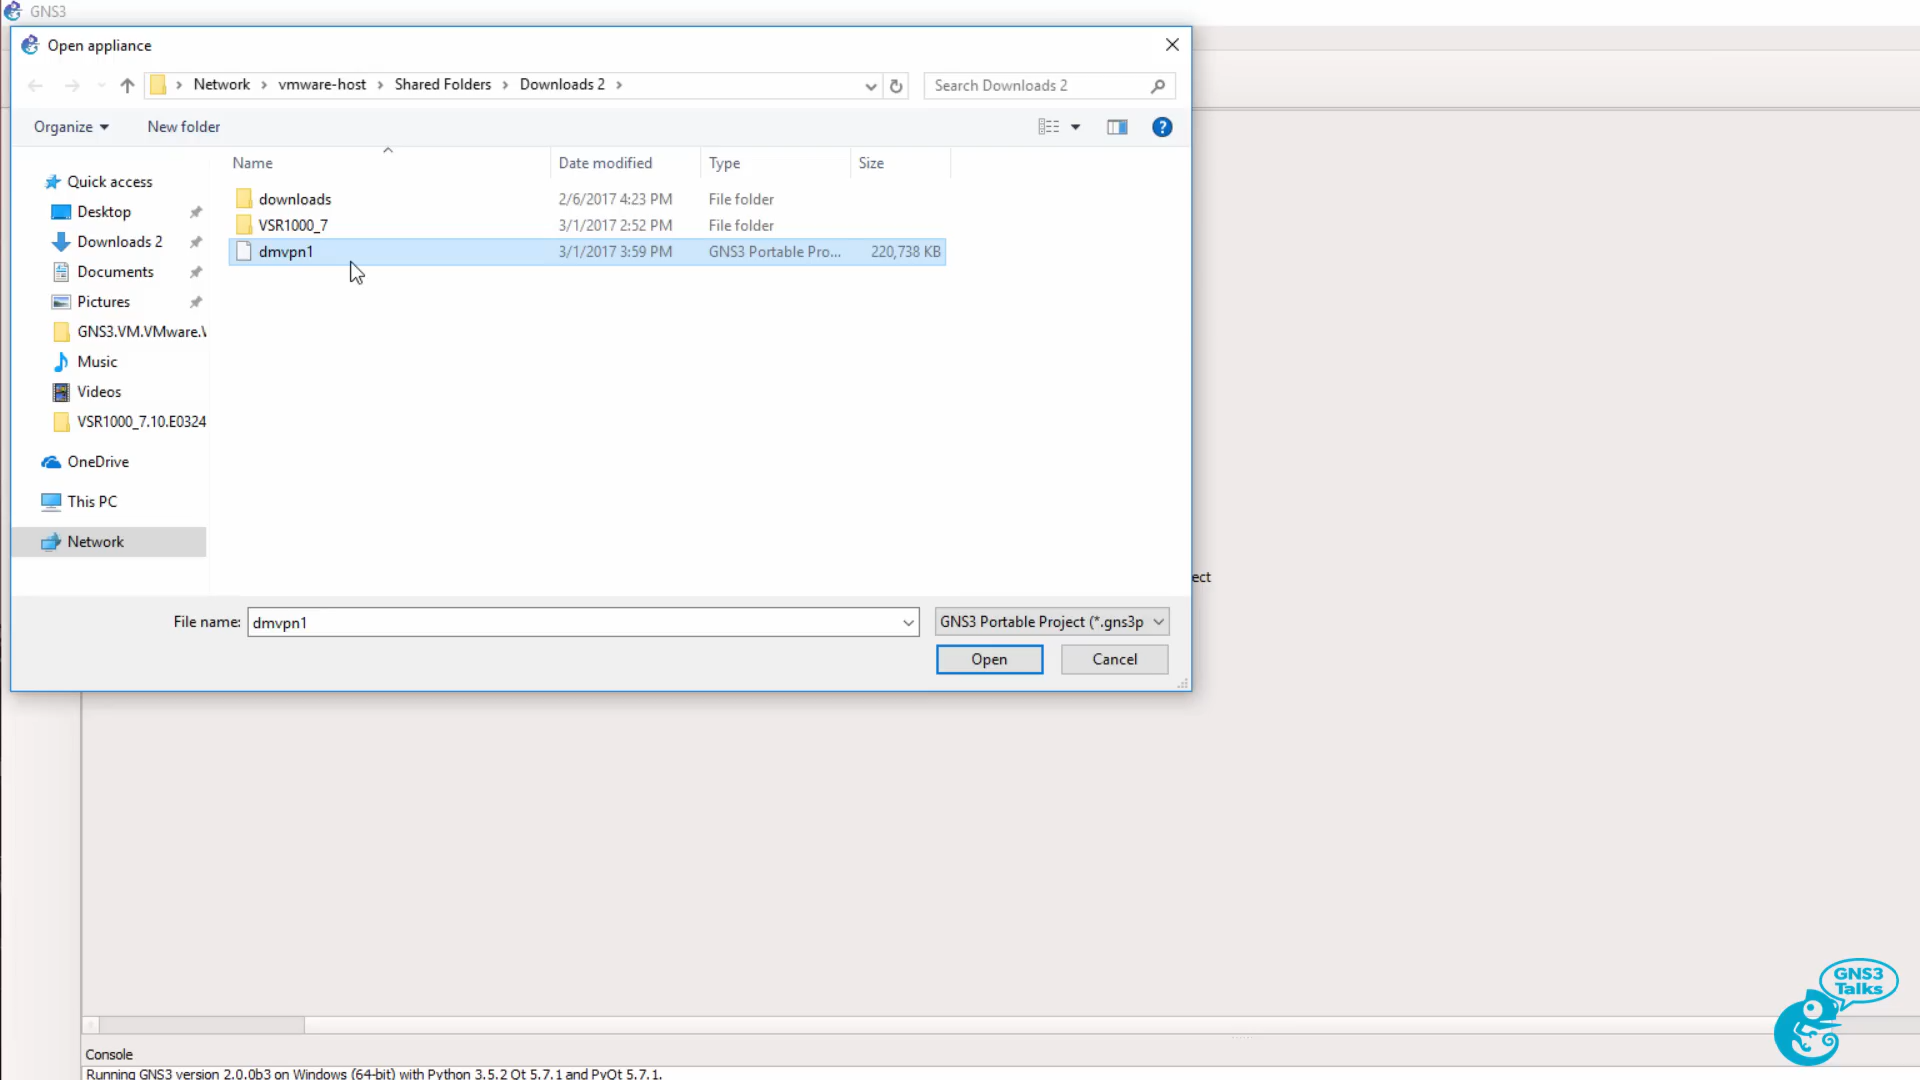 GNS3
Open appliance
Network > vmware-host > Shared Folders > Downloads 2 >
Search Downloads 2
Organize
New folder
Name
Date modified
Type
Size
Quick access
Desktop
Downloads 2
Documents
Pictures
GNS3.VM.VMware.
Music
Videos
VSR1000_7.10.E0324
OneDrive
This PC
Network
downloads 2/6/2017 4:23 PM File folder
VSR1000_7 3/1/2017 2:52 PM File folder
dmvpn1 3/1/2017 3:59 PM GNS3 Portable Pro... 220,738 KB
ect
File name: dmvpn1
GNS3 Portable Project (*.gns3p
Open
Cancel
GNS3
Talks
Console
Running GNS3 version 2.0.0b3 on Windows (64-bit) with Python 3.5.2 Qt 5.7.1 and PyQt 5.7.1.